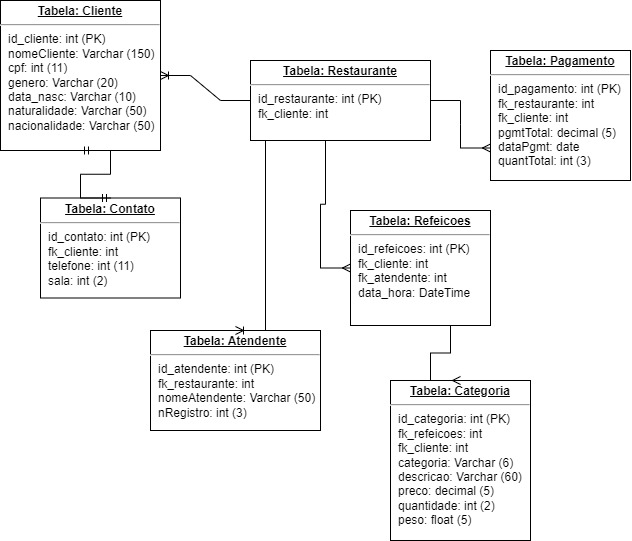 Tabela: Cliente
id_cliente: int (PK)
nomeCliente: Varchar (150)
cpf: int (11)
genero: Varchar (20)
data_nasc: Varchar (10)
naturalidade: Varchar (50)
nacionalidade: Varchar (50)
Tabela: Restaurante
id_restaurante: int (PK)
fk_cliente: int
Tabela: Pagamento
id_pagamento: int (PK)
fk_restaurante: int
fk_cliente: int
pgmtTotal: decimal (5)
dataPgmt: date
quantTotal: int (3)
Tabela: Contato
id_contato: int (PK)
fk_cliente: int
telefone: int (11)
sala: int (2)
Tabela: Refeicoes
id_refeicoes: int (PK)
fk_cliente: int
fk_atendente: int
data_hora: DateTime
Tabela: Atendente
id_atendente: int (PK)
fk_restaurante: int
nomeAtendente: Varchar (50)
nRegistro: int (3)
Tabela: Categoria
id_categoria: int (PK)
fk_refeicoes: int
fk_cliente: int
categoria: Varchar (6)
descricao: Varchar (60)
preco: decimal (5)
quantidade: int (2)
peso: float (5)